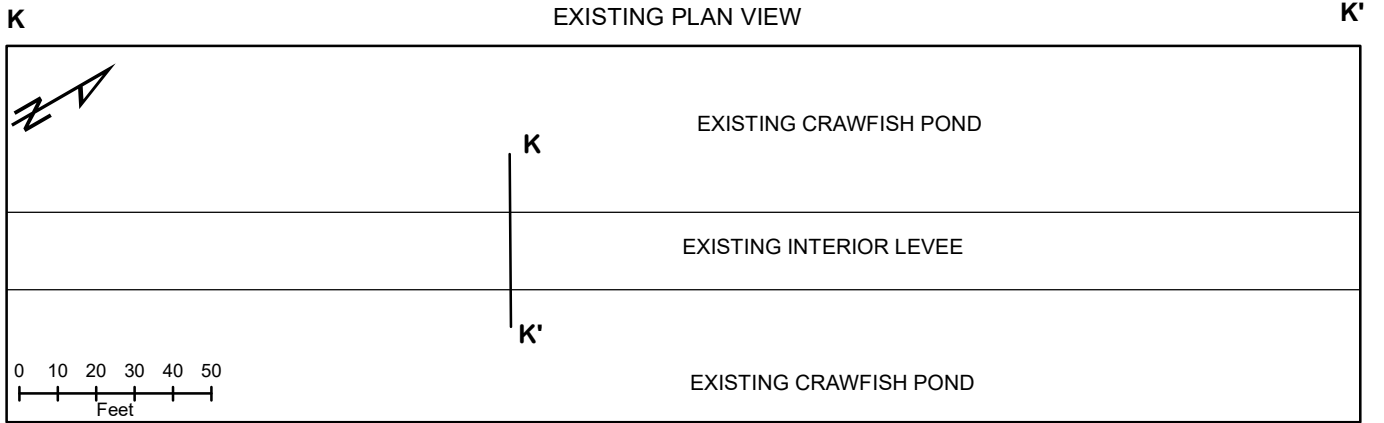 K EXISTING PLAN VIEW K'
N
EXISTING CRAWFISH POND
K
EXISTING INTERIOR LEVEE
K'
0 10 20 30 40 50
Feet
EXISTING CRAWFISH POND